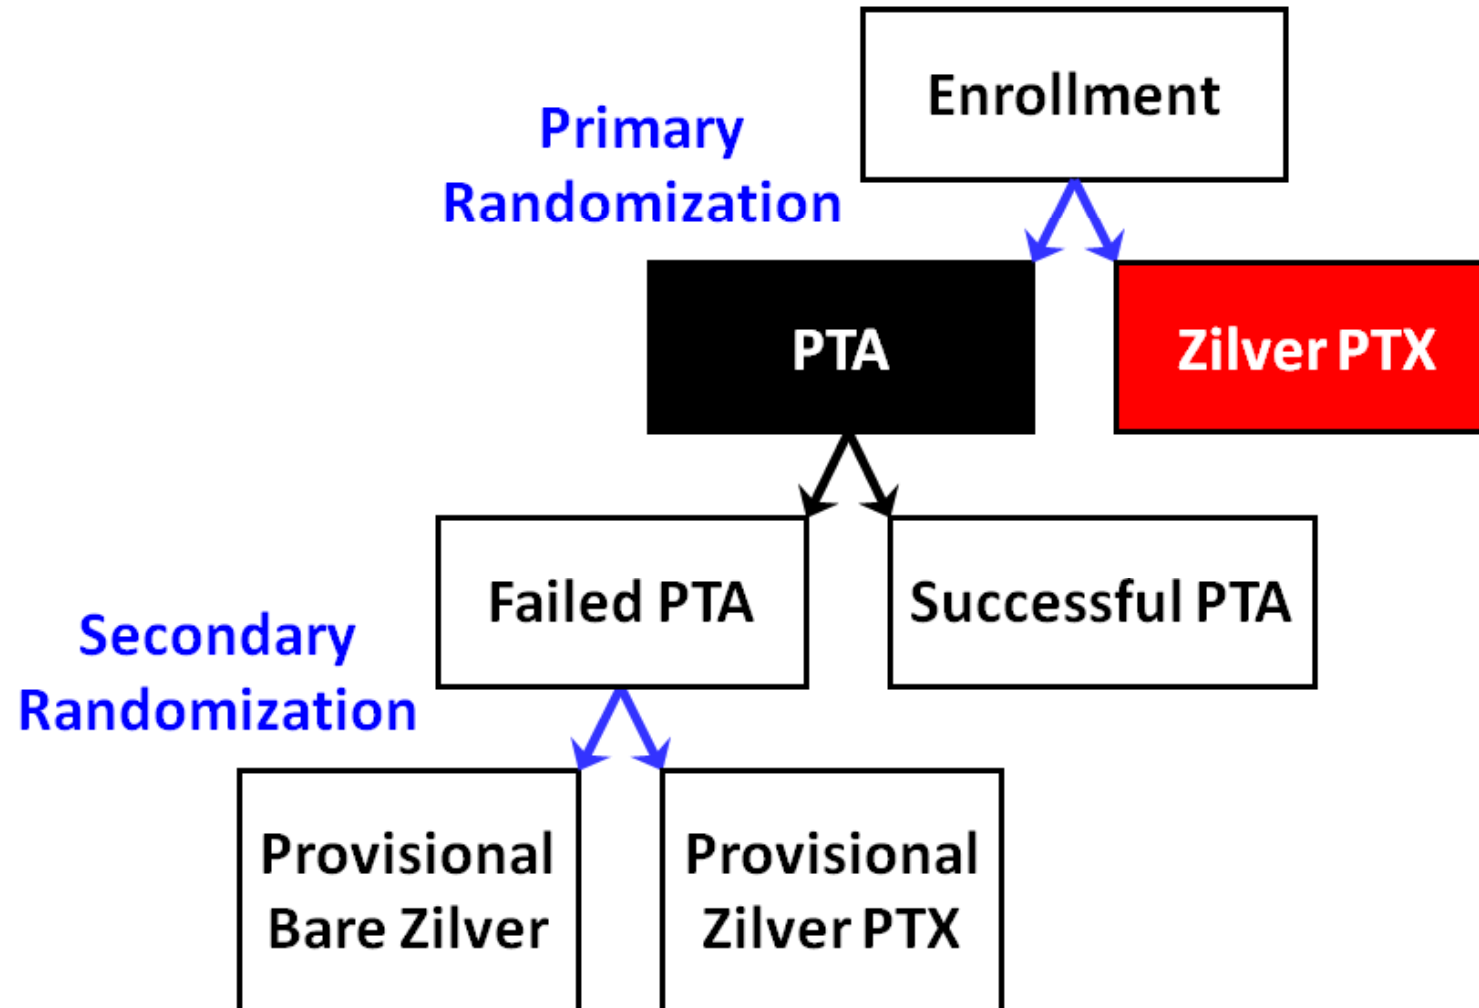 Enrollment
Primary
Randomization
PTA
Zilver PTX
Failed PTA
Successful PTA
Secondary
Randomization
Provisional
Bare Zilver
Provisional
Zilver PTX